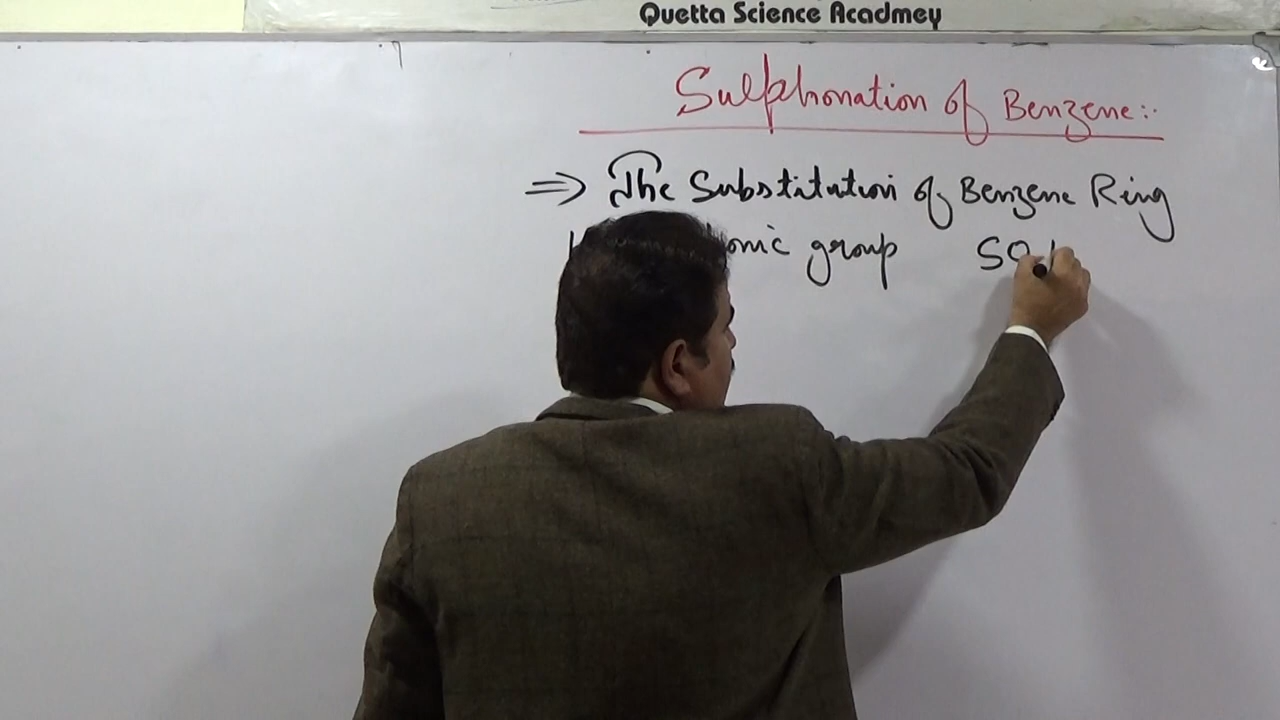 Quetta Science Acadmey
Sulphonation of Benzene:-
⇒ The Substitution of Benzene Ring
onic group SO